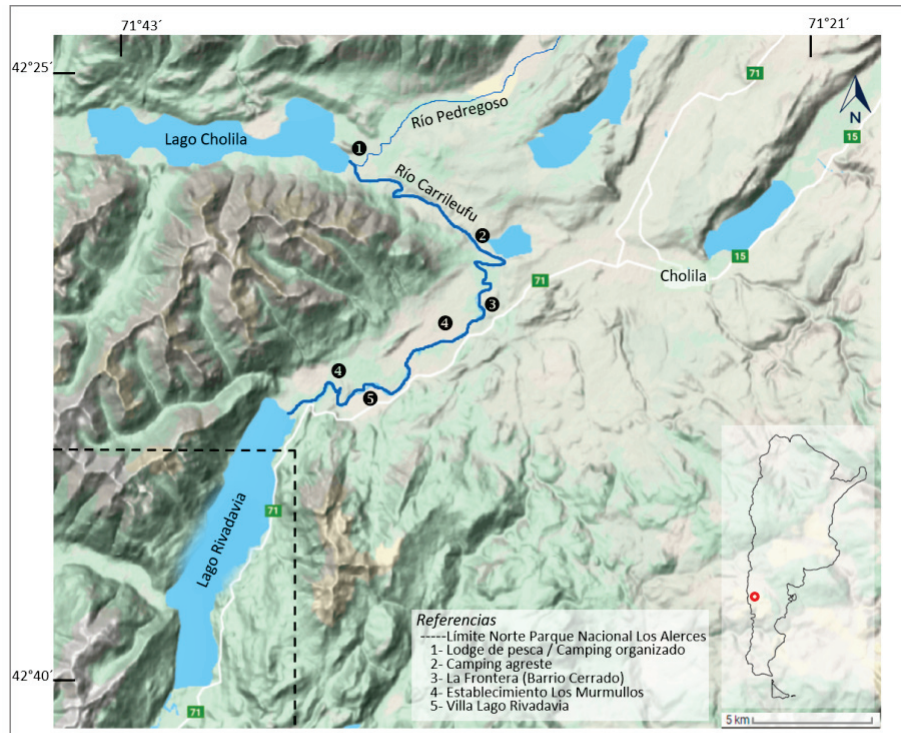 71°43´
71°21´
42°25´
71
N
15
Río Pedregoso
Lago Cholila
1
Río Carrileufu
2
15
71
Cholila
3
4
4
5
71
Lago Rivadavia
Referencias
-----Límite Norte Parque Nacional Los Alerces
1- Lodge de pesca / Camping organizado
2- Camping agreste
3- La Frontera (Barrio Cerrado)
4- Establecimiento Los Murmullos
5- Villa Lago Rivadavia
42°40´
71
5 km